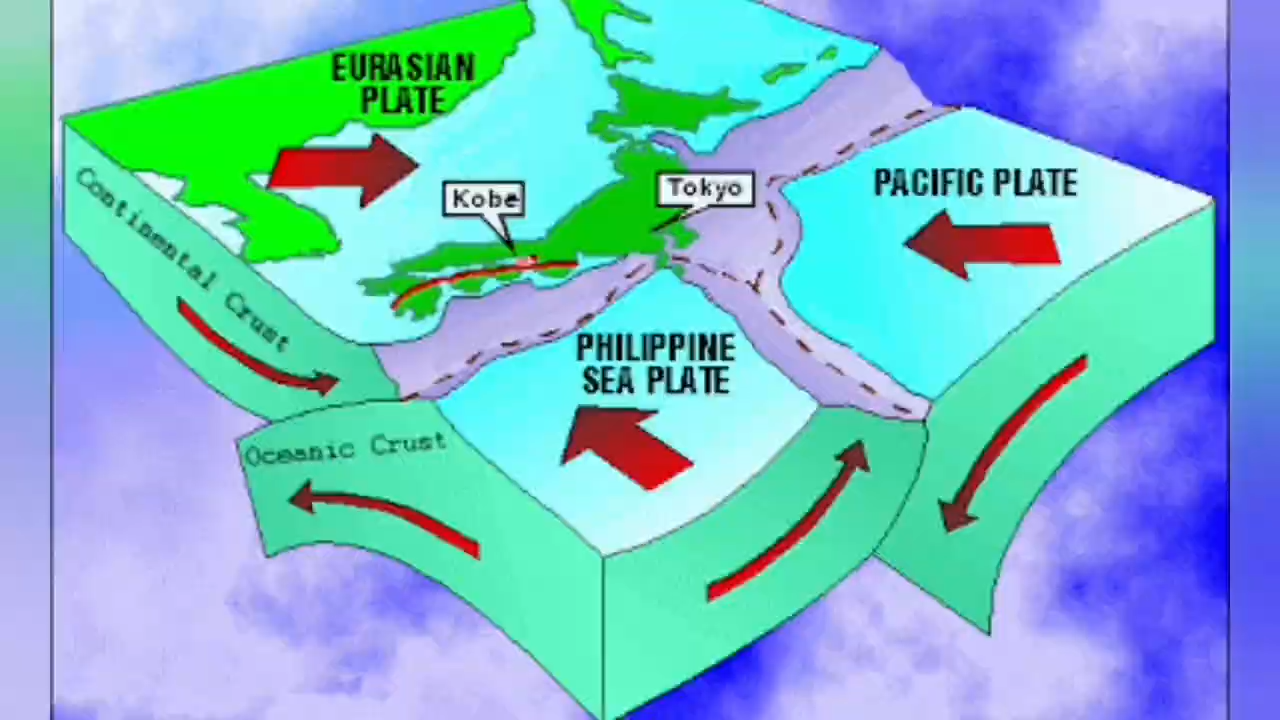 EURASIAN
PLATE
Continental Crust
Kobe
Tokyo
PACIFIC PLATE
PHILIPPINE
SEA PLATE
Oceanic Crust